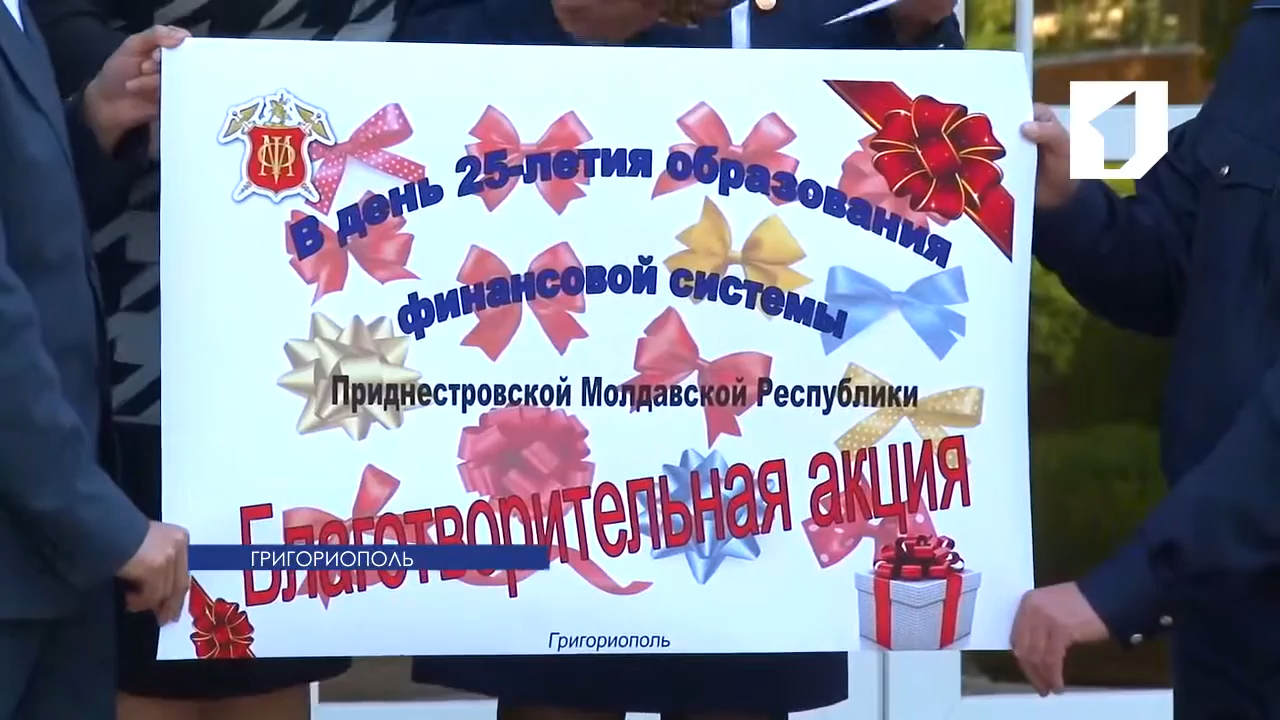 В день 25-летия образования
финансовой системы
Приднестровской Молдавской Республики
Благотворительная акция
ГРИГОРИОПОЛЬ
Григориополь